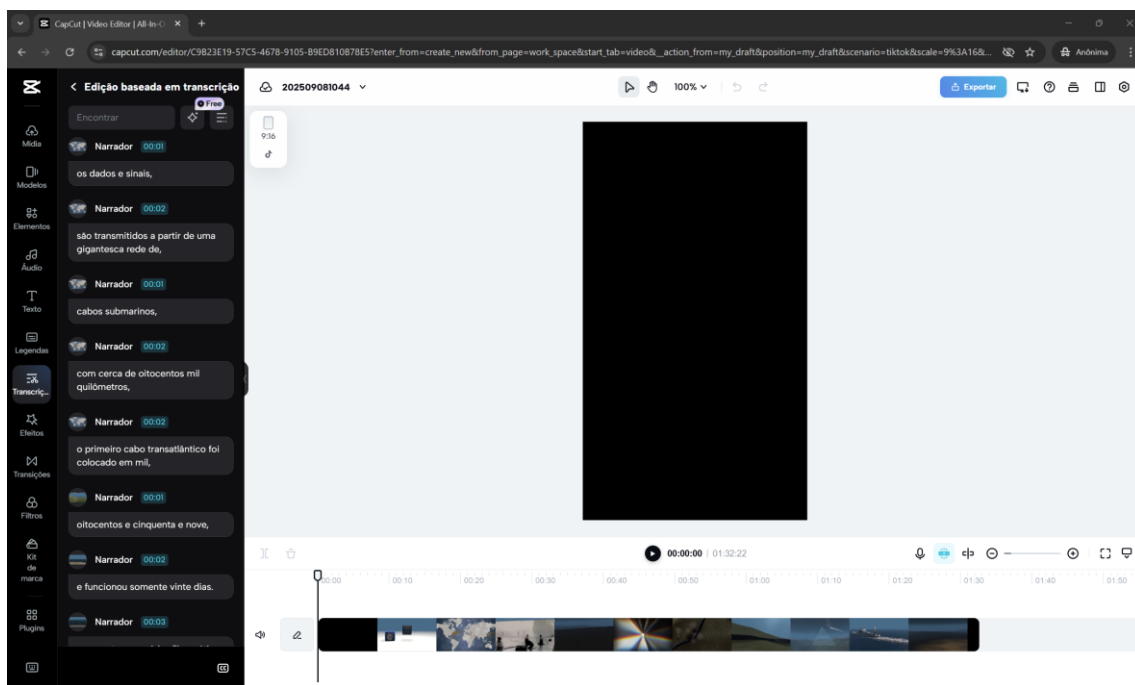 CapCut | Video Editor | All-In-O
capcut.com/editor/C9823E19-57C5-4678-9105-B9ED810878E5?enter_from=create_new&from_page=work_space&start_tab=video&__action_from=my_draft&position=my_draft&scenario=tiktok&scale=9%3A16&...
Anônima
Edição baseada em transcrição
202509081044
100%
Exportar
Free
Encontrar
9:16
Mídia
Modelos
Elementos
Áudio
Texto
Legendas
Transcriç...
Efeitos
Transições
Filtros
Kit
de
marca
Plugins
Narrador 00:01
os dados e sinais,
Narrador 00:02
são transmitidos a partir de uma
gigantesca rede de,
Narrador 00:01
cabos submarinos,
Narrador 00:02
com cerca de oitocentos mil
quilômetros,
Narrador 00:02
o primeiro cabo transatlântico foi
colocado em mil,
Narrador 00:01
oitocentos e cinquenta e nove,
Narrador 00:02
e funcionou somente vinte dias.
Narrador 00:03
00:00:00 | 01:32:22
00:00 00:10 00:20 00:30 00:40 00:50 01:00 01:10 01:20 01:30 01:40 01:50